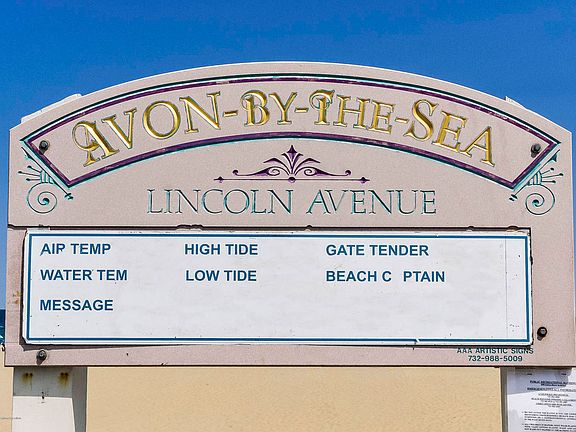 AVON-BY-THE-SEA
LINCOLN AVENUE
AIR TEMP HIGH TIDE GATE TENDER
WATER TEM LOW TIDE BEACH C PTAIN
MESSAGE
AAA ARTISTIC SIGNS
732-988-5009